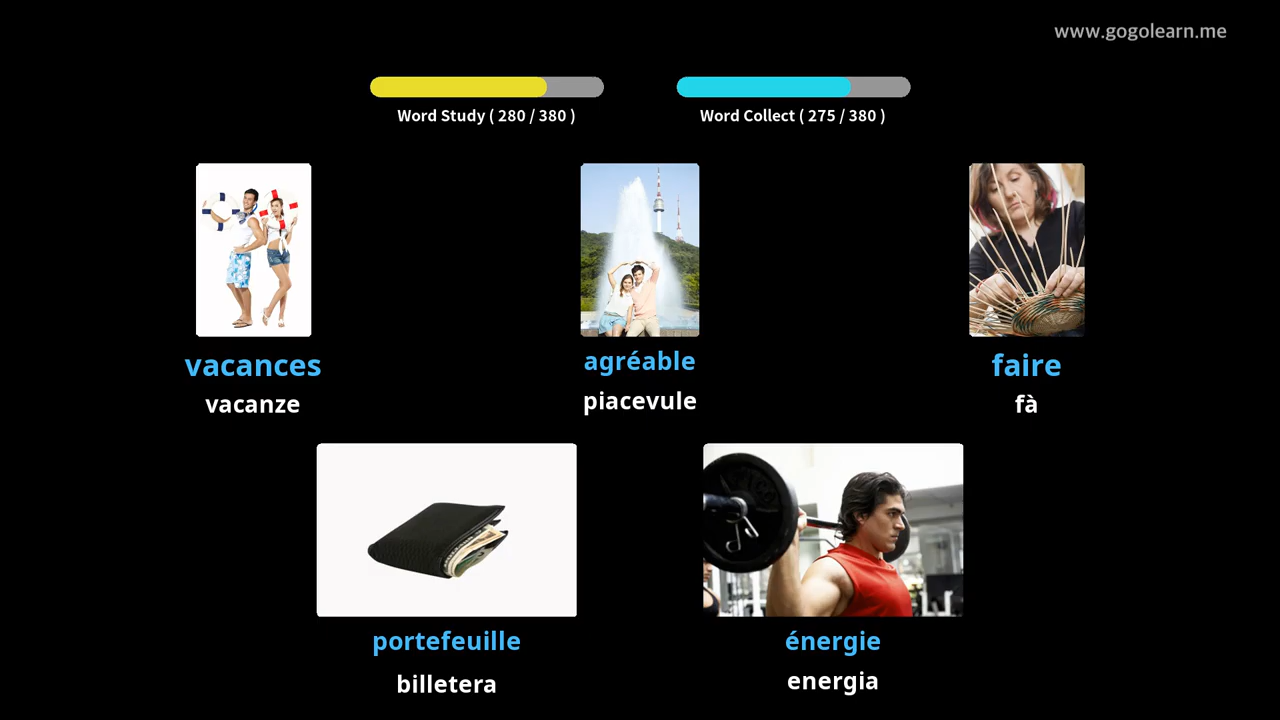 www.gogolearn.me
Word Study ( 280 / 380 )
Word Collect ( 275 / 380 )
vacances
vacanze
agréable
piacevule
faire
fà
portefeuille
billetera
énergie
energia